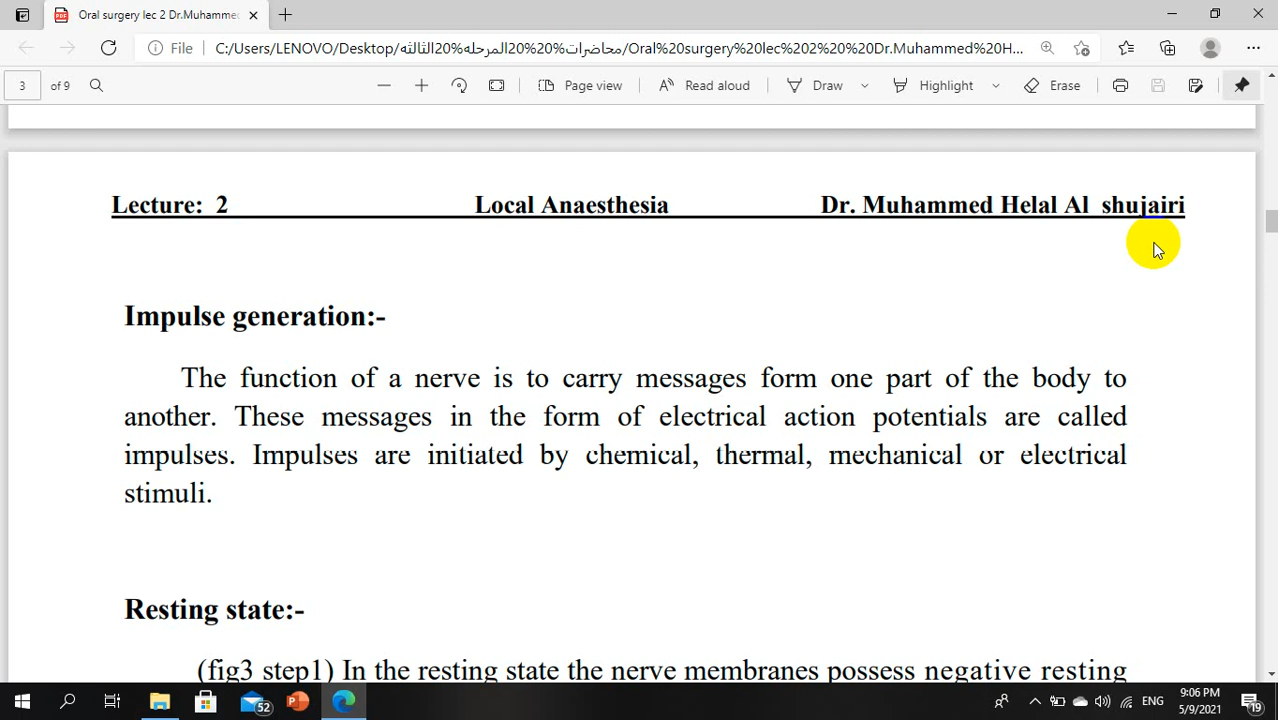 Oral surgery lec 2 Dr.Muhammed
File
C:/Users/LENOVO/Desktop/محاضرات%20%20المرحله%20الثالثه/Oral%20surgery%20lec%202%20%20Dr.Muhammed%20H...
3 of 9
Page view
Read aloud
Draw
Highlight
Erase
Lecture: 2 Local Anaesthesia Dr. Muhammed Helal Al shujairi
Impulse generation:-
The function of a nerve is to carry messages form one part of the body to
another. These messages in the form of electrical action potentials are called
impulses. Impulses are initiated by chemical, thermal, mechanical or electrical
stimuli.
Resting state:-
(fig3 step1) In the resting state the nerve membranes possess negative resting
52
ENG
9:06 PM
5/9/2021
19